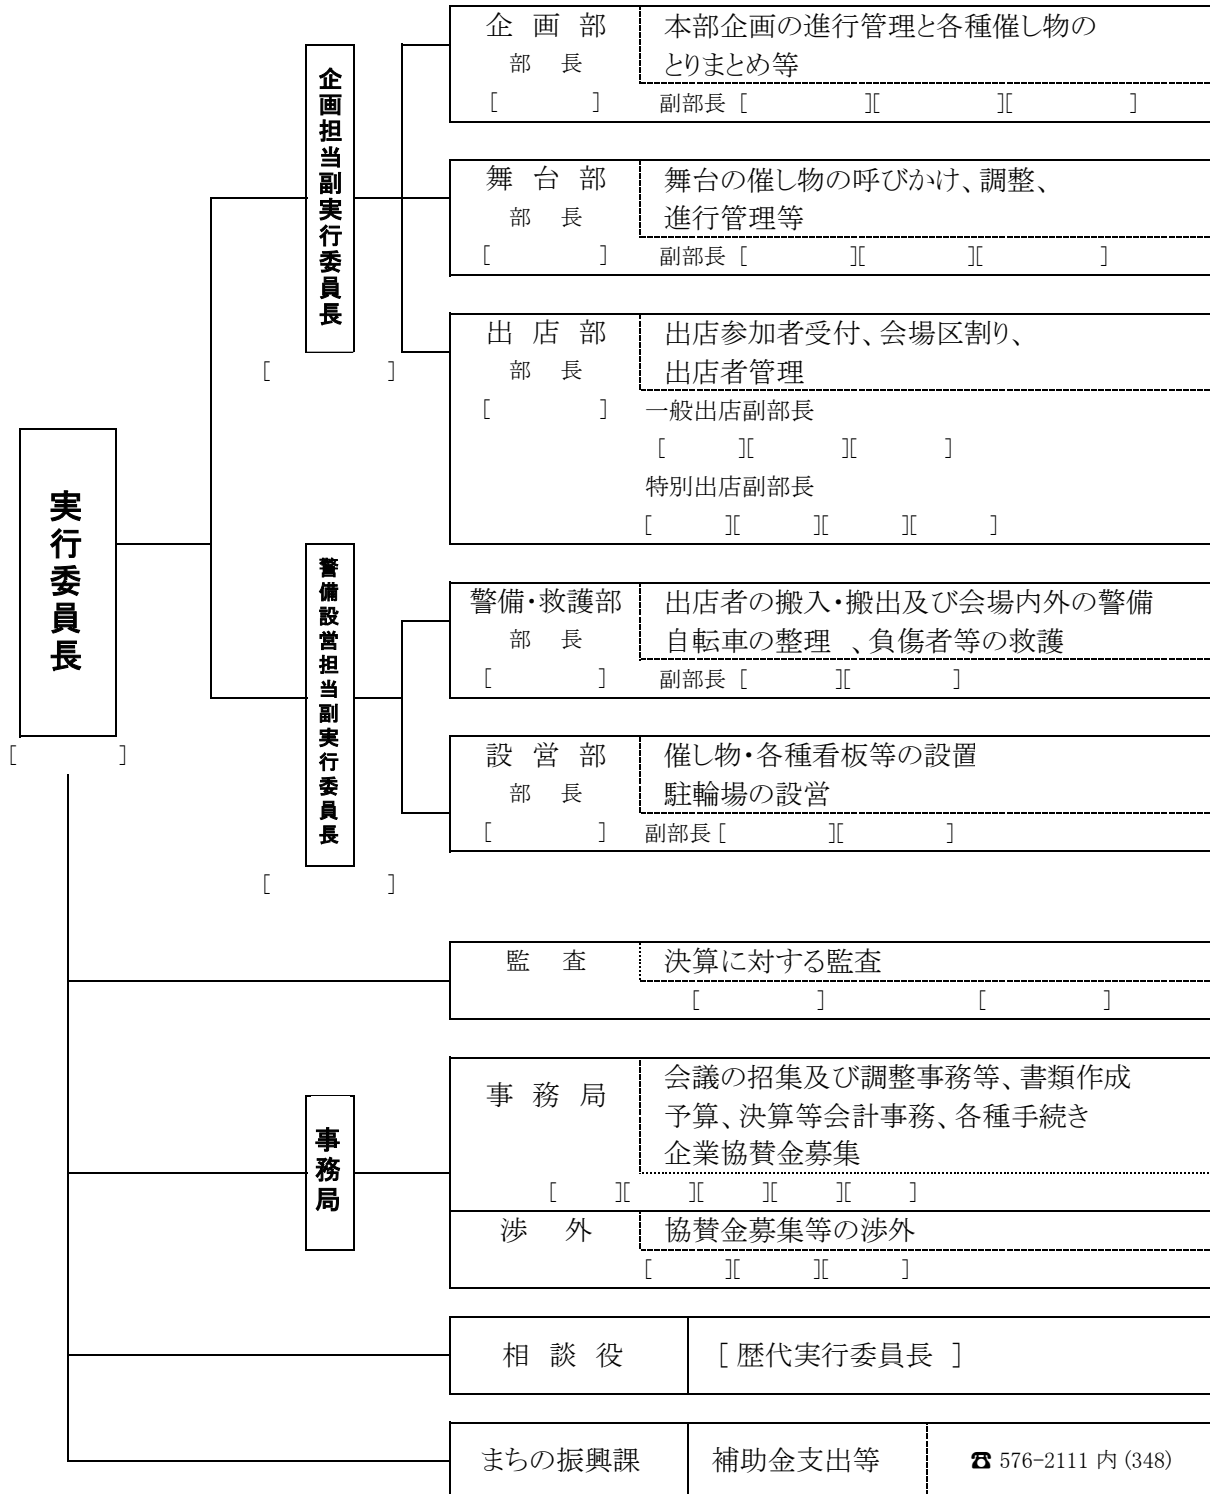 企画部 本部企画の進行管理と各種催し物の
部長 とりまとめ等
[ ] 副部長 [ ][ ][ ]
企画担当副実行委員長
[ ]
舞台部 舞台の催し物の呼びかけ、調整、
部長 進行管理等
[ ] 副部長 [ ][ ][ ]
出店部 出店参加者受付、会場区割り、
部長 出店者管理
[ ] 一般出店副部長
[ ][ ][ ]
特別出店副部長
[ ][ ][ ][ ]
実行委員長
[ ]
警備設営担当副実行委員長
[ ]
警備・救護部 出店者の搬入・搬出及び会場内外の警備
部長 自転車の整理 、負傷者等の救護
[ ] 副部長 [ ][ ]
設営部 催し物・各種看板等の設置
部長 駐輪場の設営
[ ] 副部長 [ ][ ]
監査 決算に対する監査
[ ] [ ]
事務局
事務局 会議の招集及び調整事務等、書類作成
予算、決算等会計事務、各種手続き
企業協賛金募集
[ ][ ][ ][ ][ ]
渉外 協賛金募集等の渉外
[ ][ ][ ]
相談役 [ 歴代実行委員長 ]
まちの振興課 補助金支出等 ☎ 576-2111 内 (348)